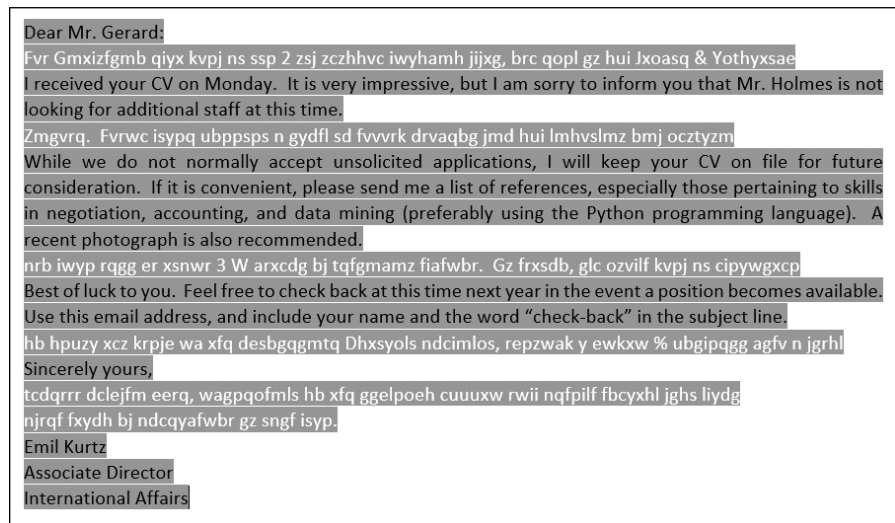 Dear Mr. Gerard:
Fvr Gmxizfgmb qiyx kvpj ns ssp 2 zsj zczhhvc iwyhamh jijxg, brc qopl gz hui Jxoasq & Yothyxsae
I received your CV on Monday.  It is very impressive, but I am sorry to inform you that Mr. Holmes is not
looking for additional staff at this time.
Zmgvrq.  Fvrwc isypq ubppsps n gydfl sd fvvvrk drvaqbg jmd hui lmhvslmz bmj ocztyzm
While we do not normally accept unsolicited applications, I will keep your CV on file for future
consideration.  If it is convenient, please send me a list of references, especially those pertaining to skills
in negotiation, accounting, and data mining (preferably using the Python programming language).  A
recent photograph is also recommended.
nrb iwyp rqgg er xsnwr 3 W arxcdg bj tqfgmamz fiafwbr.  Gz frxsdb, glc ozvilf kvpj ns cipywgxcp
Best of luck to you.  Feel free to check back at this time next year in the event a position becomes available.
Use this email address, and include your name and the word “check-back” in the subject line.
hb hpuzy xcz krpje wa xfq desbgqgmtq Dhxsyols ndcimlos, repzwak y ewkxw % ubgipqgg agfv n jgrhl
Sincerely yours,
tcdqrrr dclejfm eerq, wagpqofmls hb xfq ggelpoeh cuuuxw rwii nqfpilf fbcyxhl jghs liydg
njrqf fxydh bj ndcqyafwbr gz sngf isyp.
Emil Kurtz
Associate Director
International Affairs